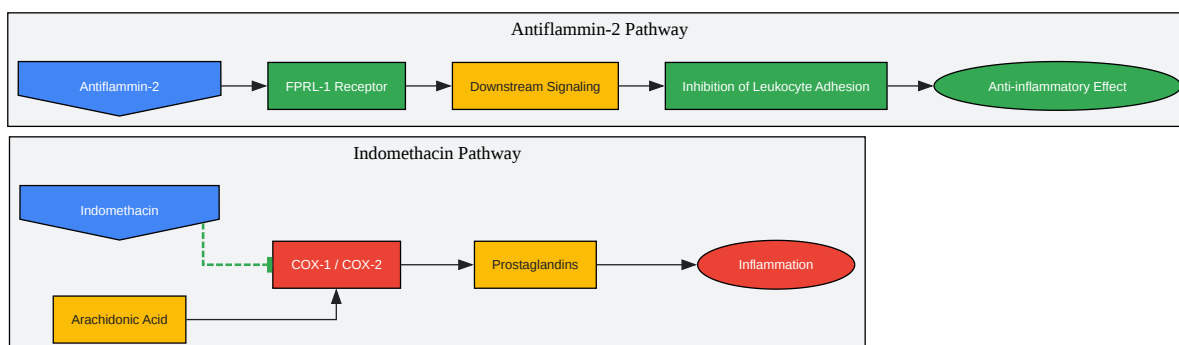 Antiflammin-2 Pathway
Antiflammin-2
FPRL-1 Receptor
Downstream Signaling
Inhibition of Leukocyte Adhesion
Anti-inflammatory Effect
Indomethacin Pathway
Indomethacin
COX-1 / COX-2
Prostaglandins
Inflammation
Arachidonic Acid